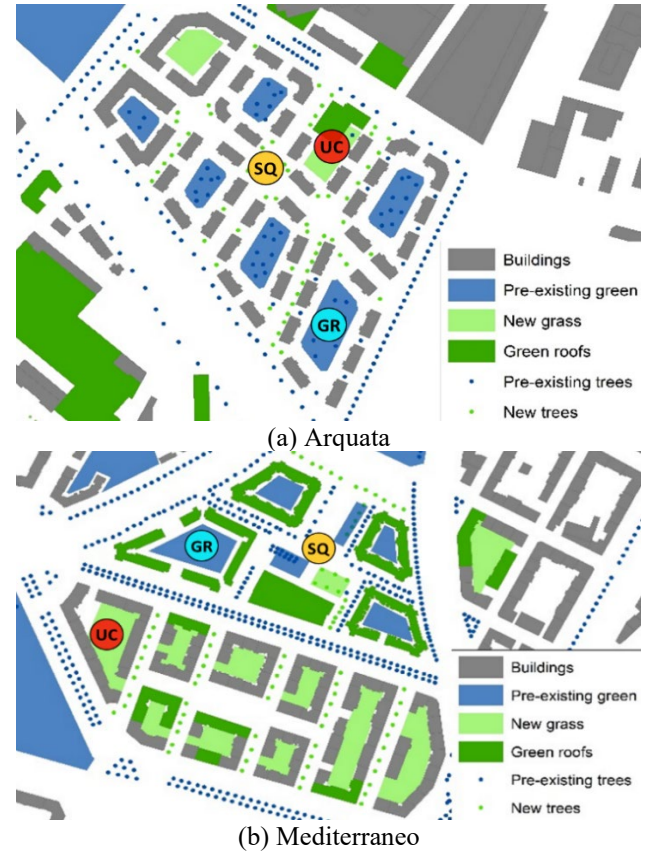 UC
SQ
GR
Buildings
Pre-existing green
New grass
Green roofs
Pre-existing trees
New trees
(a) Arquata
GR
SQ
UC
Buildings
Pre-existing green
New grass
Green roofs
Pre-existing trees
New trees
(b) Mediterraneo